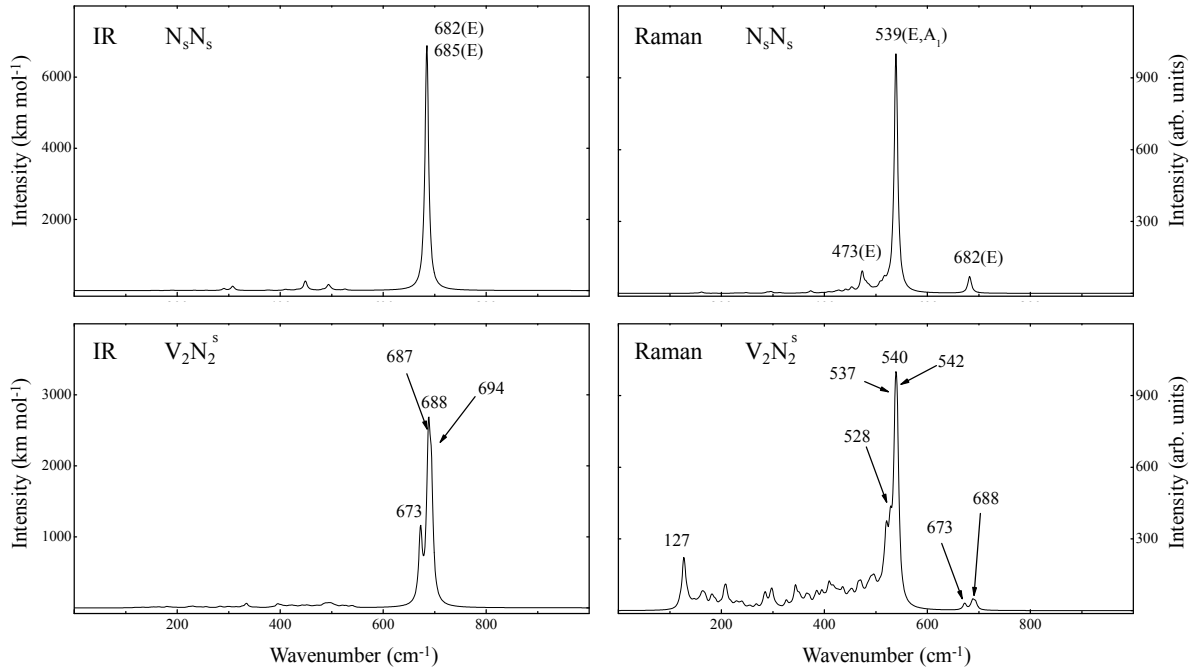 IR N_sN_s
682(E)
685(E)
Intensity (km mol⁻¹)
6000
4000
2000
Raman N_sN_s
539(E,A₁)
473(E)
682(E)
Intensity (arb. units)
900
600
300
IR V₂N₂ˢ
687
688
694
673
Intensity (km mol⁻¹)
3000
2000
1000
200 400 600 800
Wavenumber (cm⁻¹)
Raman V₂N₂ˢ
540
537
542
528
127
673
688
Intensity (arb. units)
900
600
300
200 400 600 800
Wavenumber (cm⁻¹)